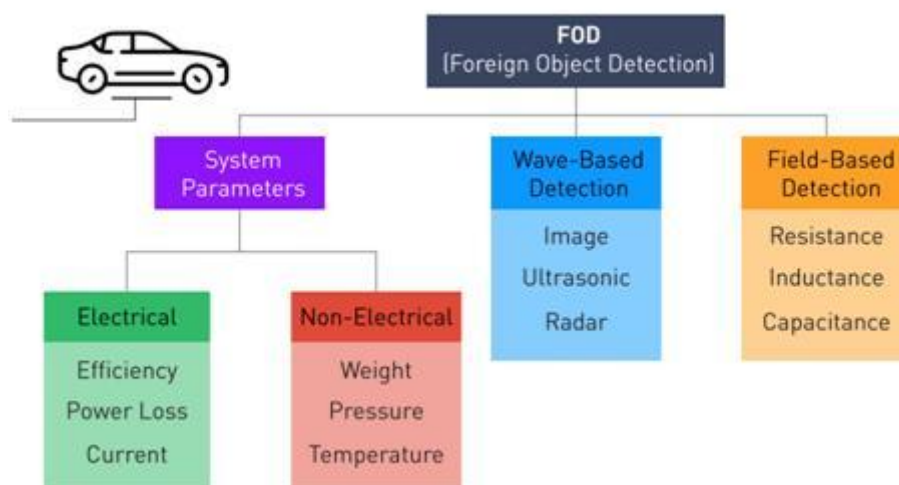 FOD
(Foreign Object Detection)
System
Parameters
Wave-Based
Detection
Image
Ultrasonic
Radar
Field-Based
Detection
Resistance
Inductance
Capacitance
Electrical
Efficiency
Power Loss
Current
Non-Electrical
Weight
Pressure
Temperature